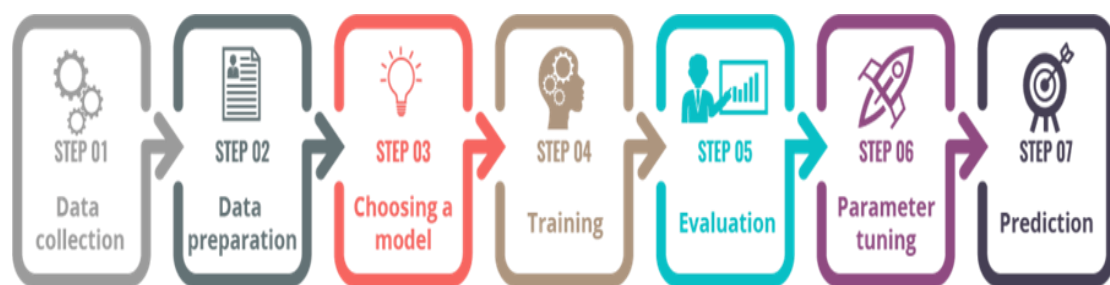 STEP 01
Data
collection
STEP 02
Data
preparation
STEP 03
Choosing a
model
STEP 04
Training
STEP 05
Evaluation
STEP 06
Parameter
tuning
STEP 07
Prediction